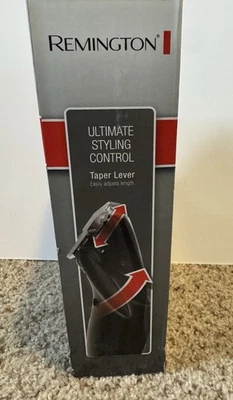 REMINGTON
ULTIMATE
STYLING
CONTROL
Taper Lever
Easily adjusts length.